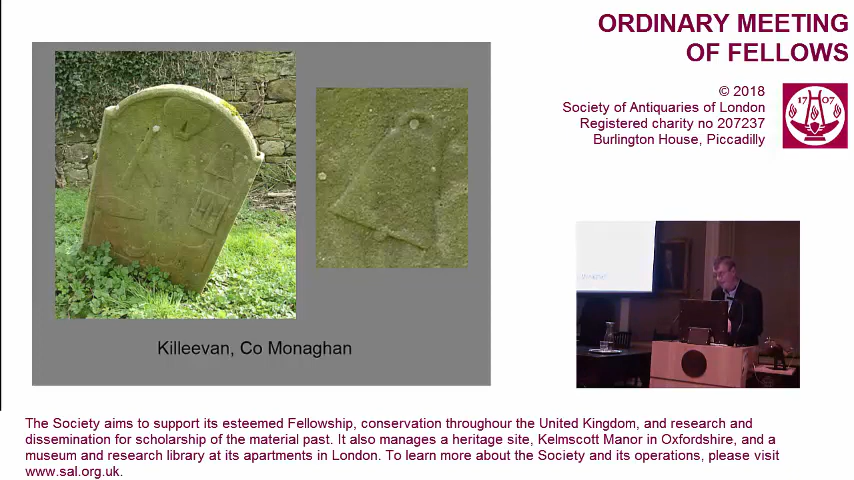 ORDINARY MEETING
OF FELLOWS
© 2018
Society of Antiquaries of London
Registered charity no 207237
Burlington House, Piccadilly
17 07
Killeevan, Co Monaghan
The Society aims to support its esteemed Fellowship, conservation throughour the United Kingdom, and research and
dissemination for scholarship of the material past. It also manages a heritage site, Kelmscott Manor in Oxfordshire, and a
museum and research library at its apartments in London. To learn more about the Society and its operations, please visit
www.sal.org.uk.